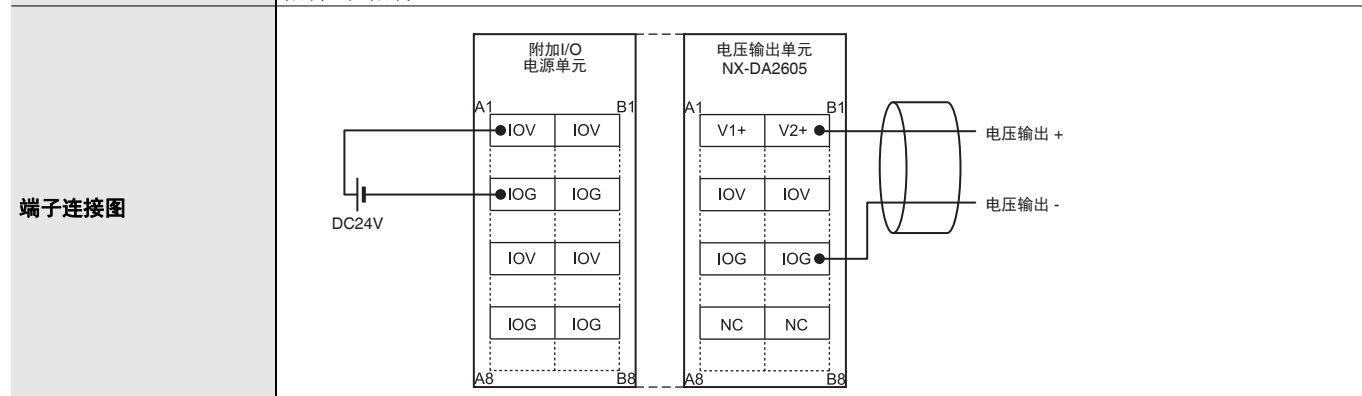 端子连接图
附加I/O
电源单元
A1
B1
IOV
IOV
IOG
IOG
IOV
IOV
IOG
IOG
A8
B8
DC24V
电压输出单元
NX-DA2605
A1
B1
V1+
V2+
IOV
IOV
IOG
IOG
NC
NC
A8
B8
电压输出 +
电压输出 -